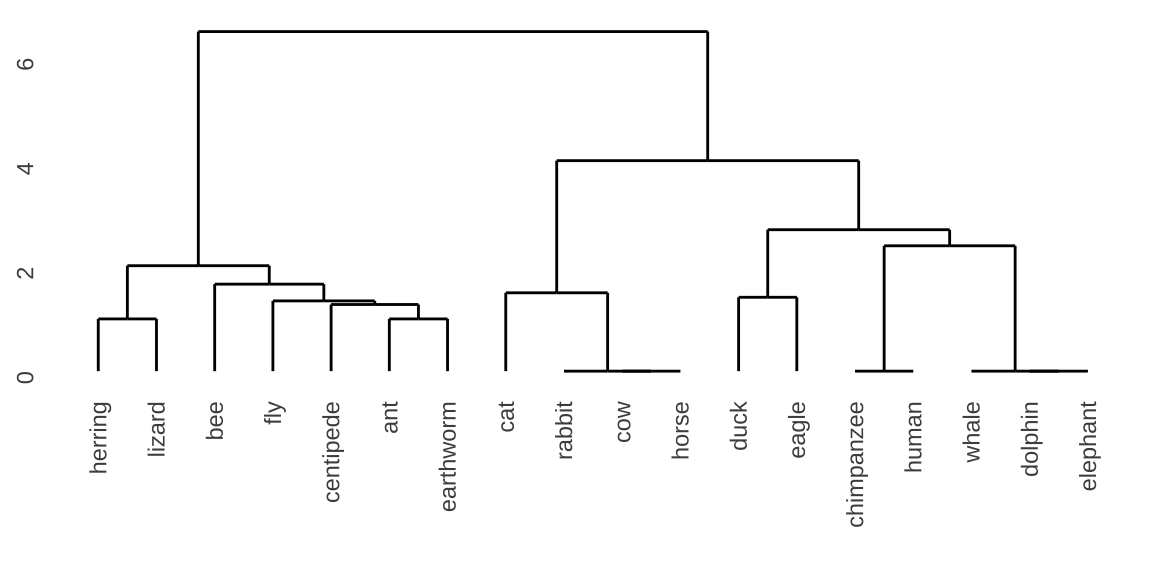 6
4
2
0
herring
lizard
bee
fly
centipede
ant
earthworm
cat
rabbit
cow
horse
duck
eagle
chimpanzee
human
whale
dolphin
elephant